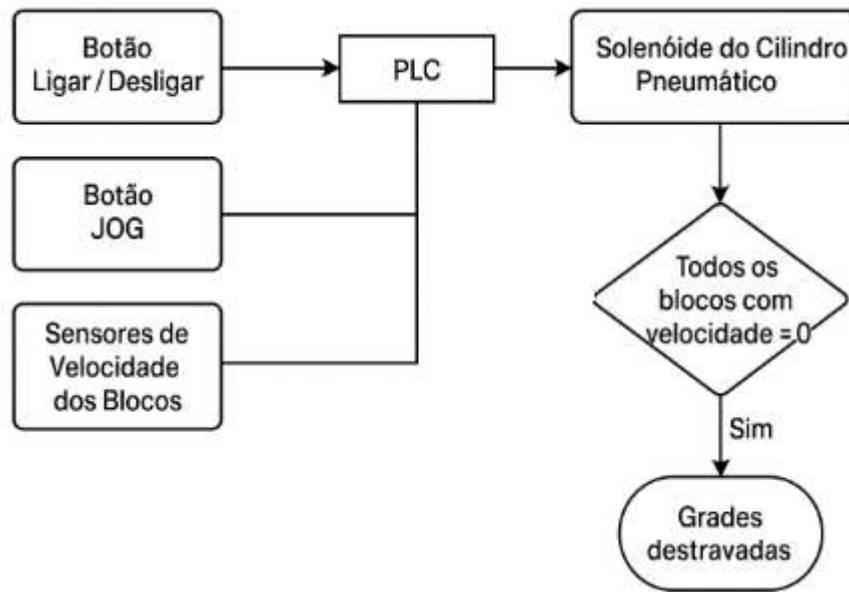 Botão
Ligar / Desligar
PLC
Solenóide do Cilindro
Pneumático
Botão
JOG
Todos os
blocos com
velocidade = 0
Sensores de
Velocidade
dos Blocos
Sim
Grades
destravadas